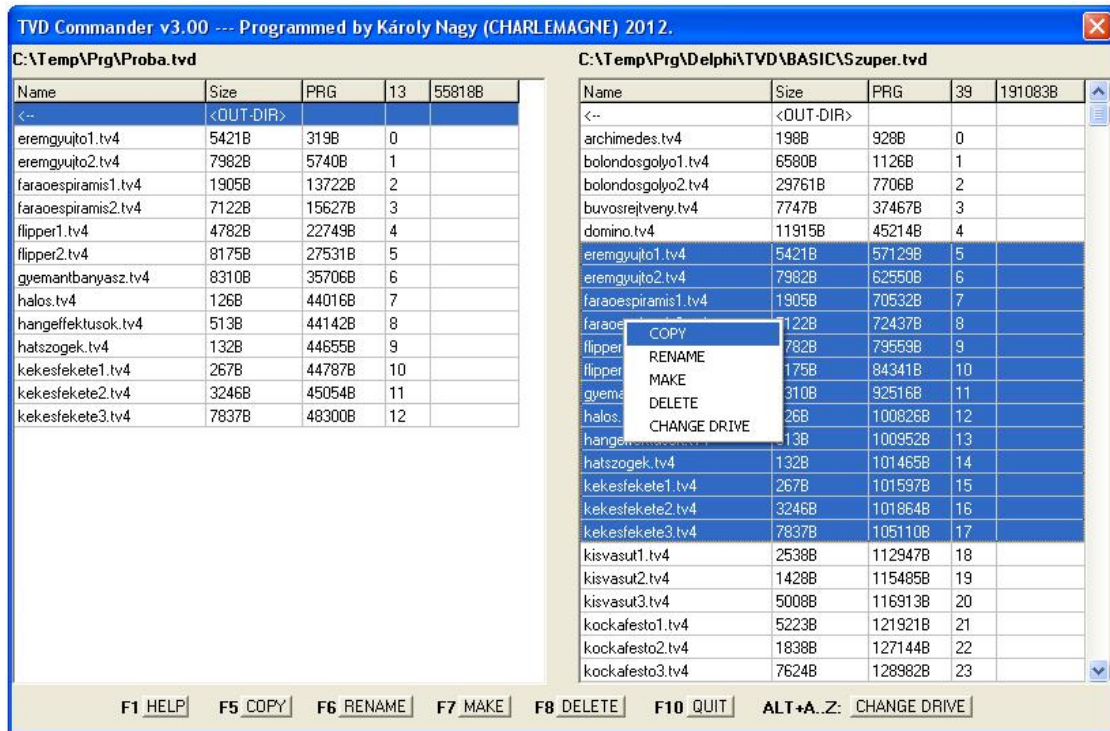 TVD Commander v3.00 --- Programmed by Károly Nagy (CHARLEMAGNE) 2012.
C:\Temp\Prg\Proba.tvd
Name Size PRG 13 55818B
<-- <OUT-DIR>
eremgyujto1.tv4 5421B 319B 0
eremgyujto2.tv4 7982B 5740B 1
faraoespiramis1.tv4 1905B 13722B 2
faraoespiramis2.tv4 7122B 15627B 3
flipper1.tv4 4782B 22749B 4
flipper2.tv4 8175B 27531B 5
gyemantbanyasz.tv4 8310B 35706B 6
halos.tv4 126B 44016B 7
hangeffektusok.tv4 513B 44142B 8
hatszogek.tv4 132B 44655B 9
kekesfekete1.tv4 267B 44787B 10
kekesfekete2.tv4 3246B 45054B 11
kekesfekete3.tv4 7837B 48300B 12
C:\Temp\Prg\Delphi\TVD\BASIC\Szuper.tvd
Name Size PRG 39 191083B
<-- <OUT-DIR>
archimedes.tv4 198B 928B 0
bolondosgolyo1.tv4 6580B 1126B 1
bolondosgolyo2.tv4 29761B 7706B 2
buvosrejtveny.tv4 7747B 37467B 3
domino.tv4 11915B 45214B 4
eremgyujto1.tv4 5421B 57129B 5
eremgyujto2.tv4 7982B 62550B 6
faraoespiramis1.tv4 1905B 70532B 7
72437B 8
79559B 9
84341B 10
92516B 11
halos. 100826B 12
100952B 13
hatszogek.tv4 132B 101465B 14
kekesfekete1.tv4 267B 101597B 15
kekesfekete2.tv4 3246B 101864B 16
kekesfekete3.tv4 7837B 105110B 17
kisvasut1.tv4 2538B 112947B 18
kisvasut2.tv4 1428B 115485B 19
kisvasut3.tv4 5008B 116913B 20
kockafesto1.tv4 5223B 121921B 21
kockafesto2.tv4 1838B 127144B 22
kockafesto3.tv4 7624B 128982B 23
COPY
RENAME
MAKE
DELETE
CHANGE DRIVE
F1 HELP F5 COPY F6 RENAME F7 MAKE F8 DELETE F10 QUIT ALT+A..Z: CHANGE DRIVE